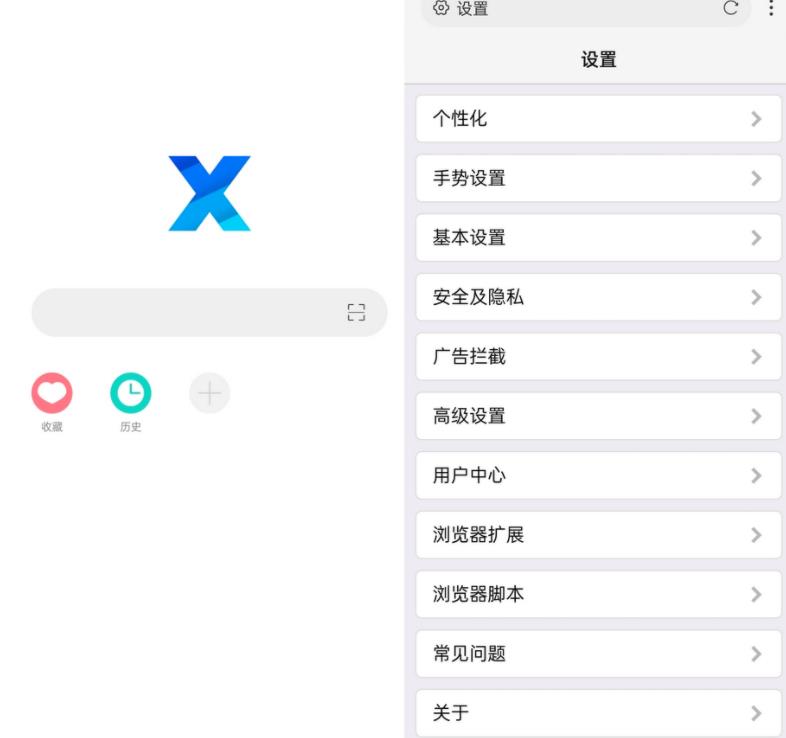 收藏
历史
设置
设置
个性化
手势设置
基本设置
安全及隐私
广告拦截
高级设置
用户中心
浏览器扩展
浏览器脚本
常见问题
关于